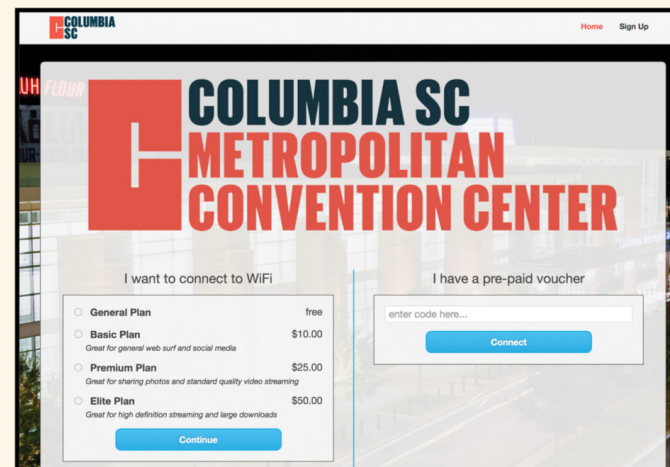 COLUMBIA
SC
Home Sign Up
FLOUR
COLUMBIA SC
METROPOLITAN
CONVENTION CENTER
I want to connect to WiFi
General Plan free
Basic Plan $10.00
Great for general web surf and social media
Premium Plan $25.00
Great for sharing photos and standard quality video streaming
Elite Plan $50.00
Great for high definition streaming and large downloads
Continue
I have a pre-paid voucher
enter code here...
Connect